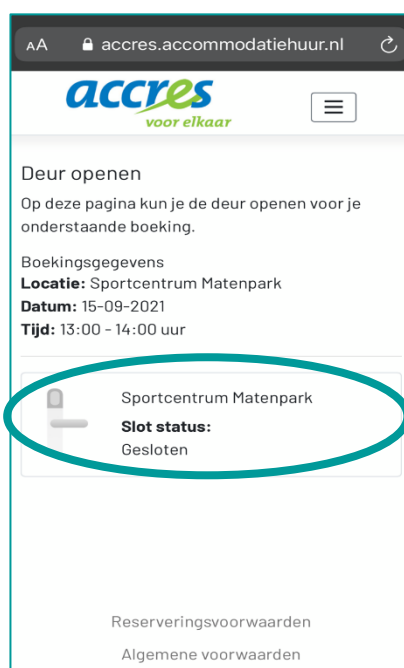 AA accres.accommodatiehuur.nl
accres
voor elkaar
Deur openen
Op deze pagina kun je de deur openen voor je
onderstaande boeking.
Boekingsgegevens
Locatie: Sportcentrum Matenpark
Datum: 15-09-2021
Tijd: 13:00 - 14:00 uur
Sportcentrum Matenpark
Slot status:
Gesloten
Reserveringsvoorwaarden
Algemene voorwaarden